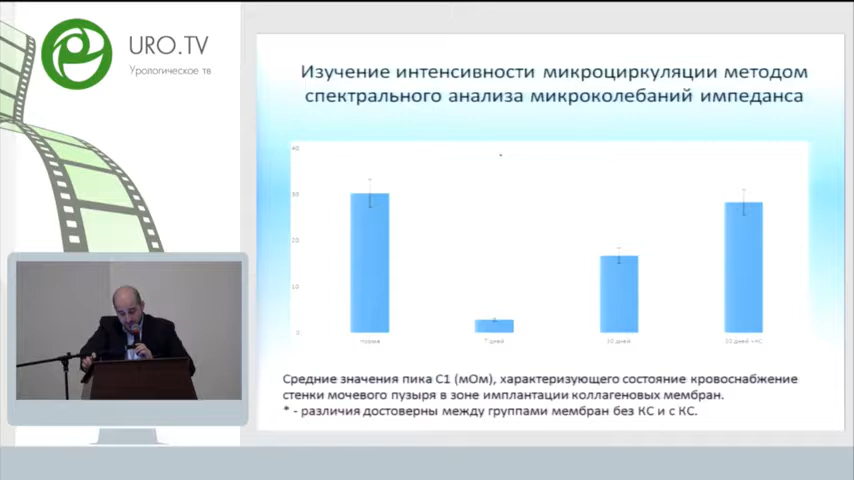 URO.TV
Урологическое тв
Изучение интенсивности микроциркуляции методом
спектрального анализа микроколебаний импеданса
40
30
20
10
0
Норма
7 дней
30 дней
Средние значения пика С1 (мОм), характеризующего состояние кровоснабжение
стенки мочевого пузыря в зоне имплантации коллагеновых мембран.
* - различия достоверны между группами мембран без КС и с КС.